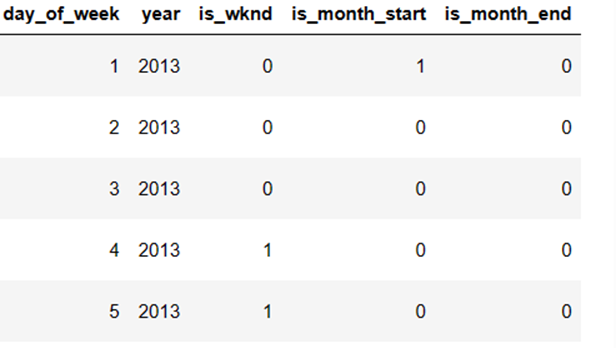 day_of_week year is_wknd is_month_start is_month_end
1 2013 0 1 0
2 2013 0 0 0
3 2013 0 0 0
4 2013 1 0 0
5 2013 1 0 0